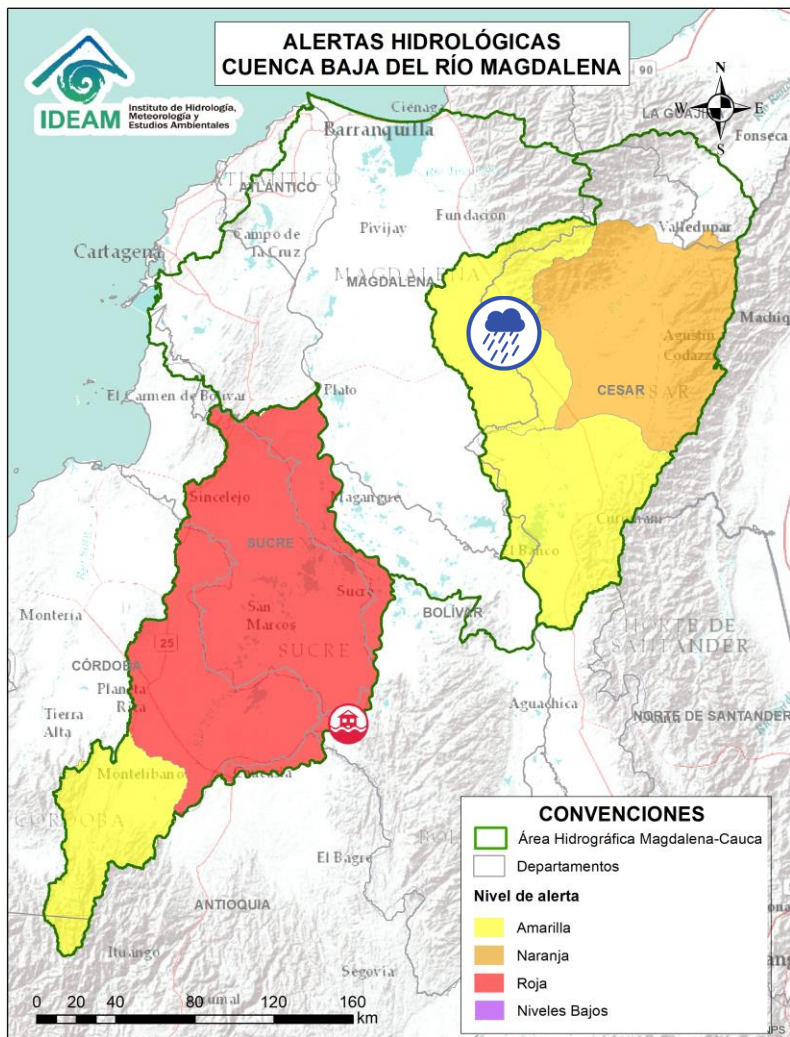 ALERTAS HIDROLÓGICAS
CUENCA BAJA DEL RÍO MAGDALENA
IDEAM
Instituto de Hidrología,
Meteorología y
Estudios Ambientales
N
W
E
S
90
Ciénaga
LA GUAJIRA
Barranquilla
Fonseca
ATLANTICO
ATLÁNTICO
Fundación
Pivijay
Valledupar
Campo de
La Cruz
Cartagena
MAGDALENA
MAGDALENA
Agustín
Codazzi
CESAR
CESAR
El Carmen de Bolívar
Plato
Sincelejo
Magangue
SUCRE
Curumaní
El Banco
Sucre
San
Marcos
BOLÍVAR
Montería
25
SUCRE
NORTE DE
SANTANDER
CÓRDOBA
Planeta
Rica
Aguachica
Tierra
Alta
NORTE DE SANTANDER
Montelibano
CÓRDOBA
El Bagre
ANTIOQUIA
Ituango
Segovia
0 20 40 80 120 160
km
CONVENCIONES
Área Hidrográfica Magdalena-Cauca
Departamentos
Nivel de alerta
Amarilla
Naranja
Roja
Niveles Bajos